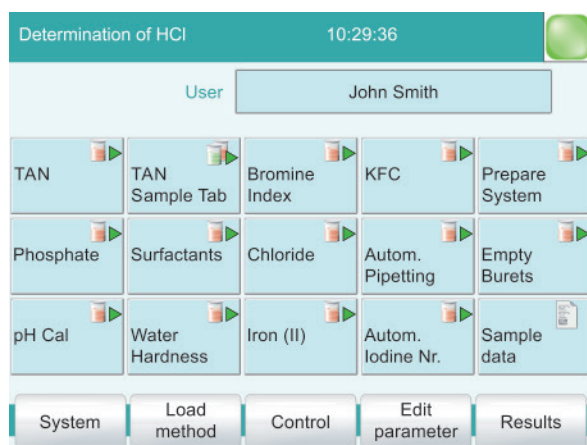 Determination of HCl 10:29:36
User John Smith
TAN
TAN
Sample Tab
Bromine
Index
KFC
Prepare
System
Phosphate
Surfactants
Chloride
Autom.
Pipetting
Empty
Burets
pH Cal
Water
Hardness
Iron (II)
Autom.
Iodine Nr.
Sample
data
System
Load
method
Control
Edit
parameter
Results